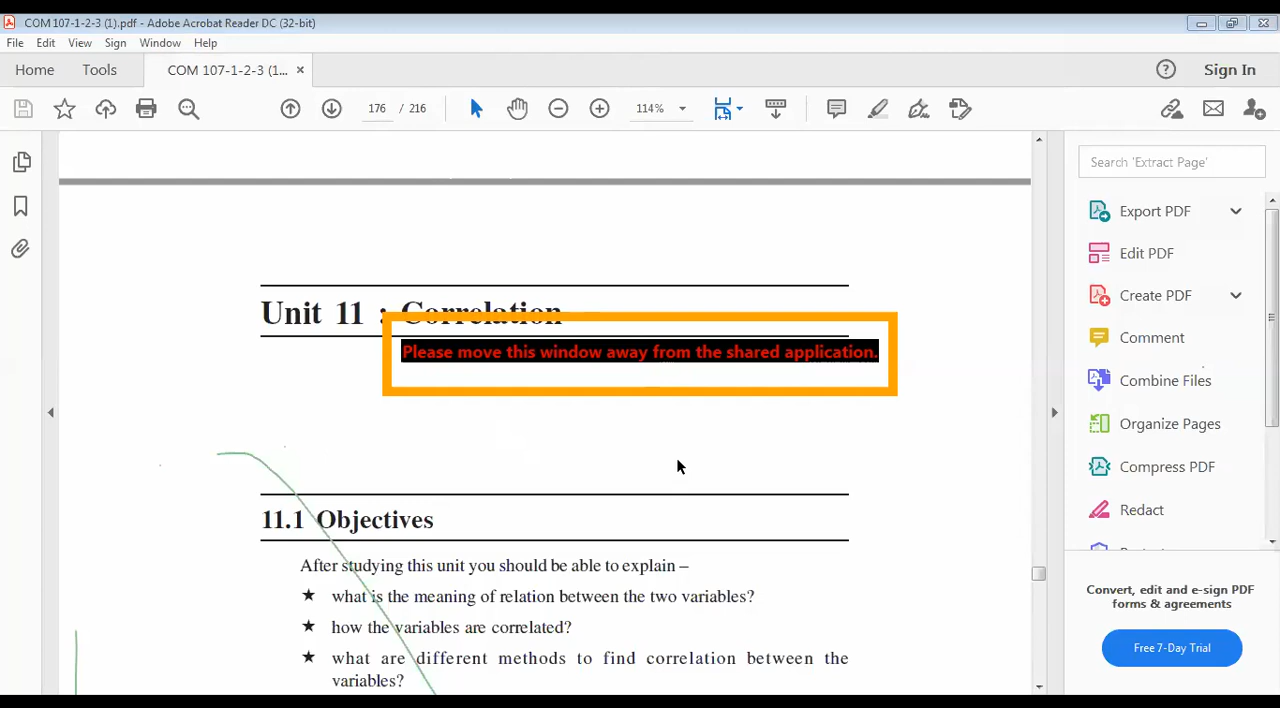 COM 107-1-2-3 (1).pdf - Adobe Acrobat Reader DC (32-bit)
File Edit View Sign Window Help
Home Tools COM 107-1-2-3 (1... × Sign In
176 / 216 114%
Search 'Extract Page'
Export PDF
Edit PDF
Create PDF
Comment
Combine Files
Organize Pages
Compress PDF
Redact
Convert, edit and e-sign PDF
forms & agreements
Free 7-Day Trial
Unit 11 : Correlation
Please move this window away from the shared application.
11.1 Objectives
After studying this unit you should be able to explain –
★ what is the meaning of relation between the two variables?
★ how the variables are correlated?
★ what are different methods to find correlation between the
variables?